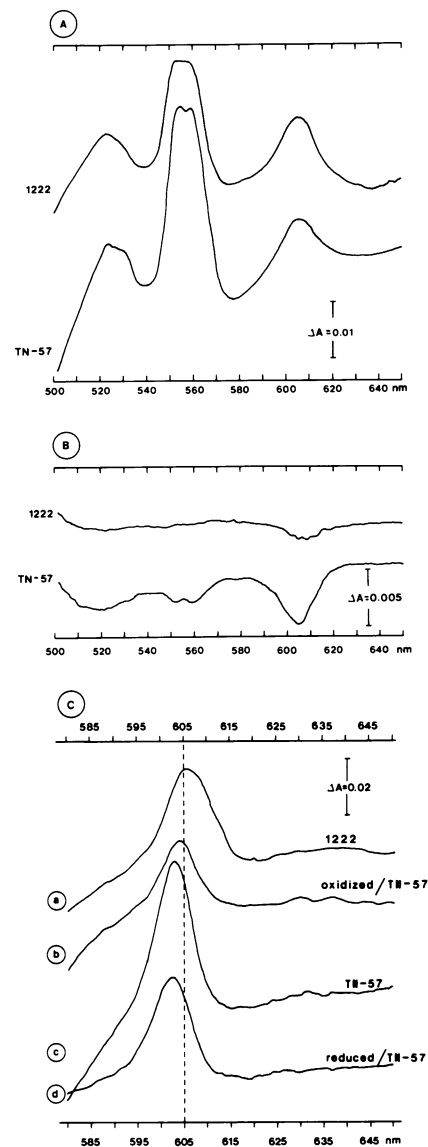 A
1222
TN-57
ΔA=0.01
500 520 540 560 580 600 620 640 nm
B
1222
TN-57
ΔA=0.005
500 520 540 560 580 600 620 640 nm
C
585 595 605 615 625 635 645
ΔA=0.02
1222
a
oxidized/TN-57
b
TN-57
c
reduced/TN-57
d
585 595 605 615 625 635 645 nm